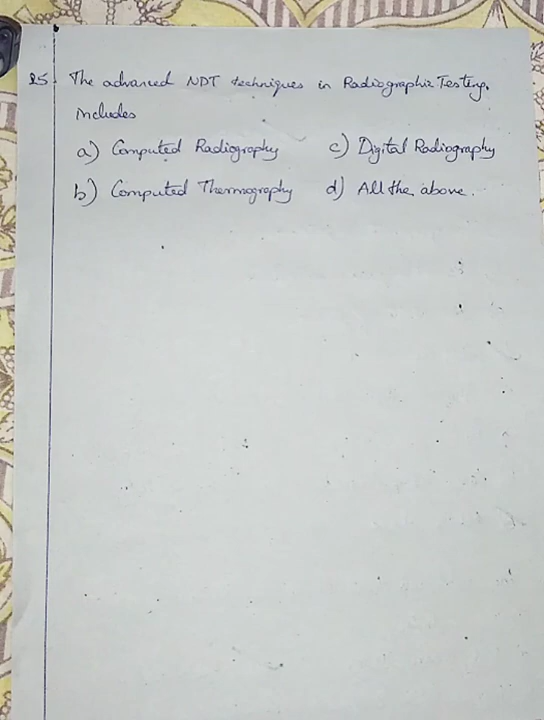 25. The advanced NDT techniques in Radiographic Testing.
includes
a) Computed Radiography c) Digital Radiography
b) Computed Thermography d) All the above.